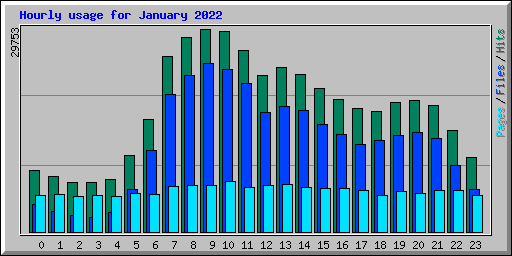 Hourly usage for January 2022
29753
Pages/Files/Hits
0 1 2 3 4 5 6 7 8 9 10 11 12 13 14 15 16 17 18 19 20 21 22 23